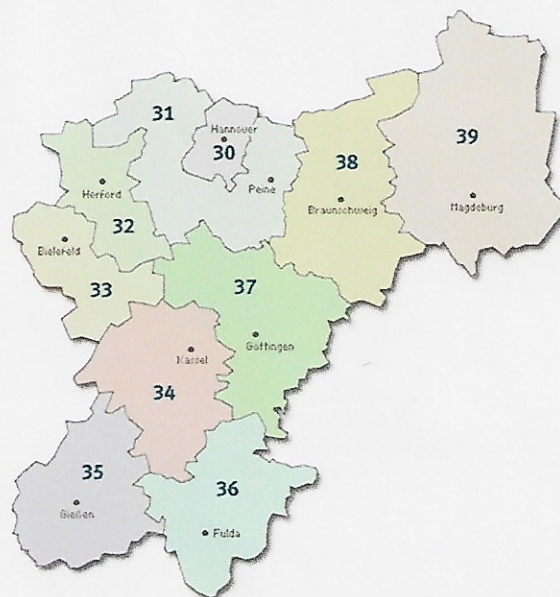 31
Hannover
30
39
38
Peine
Herford
Braunschweig
Magdeburg
32
Bielefeld
33
37
Göttingen
Kassel
34
35
36
Gießen
Fulda